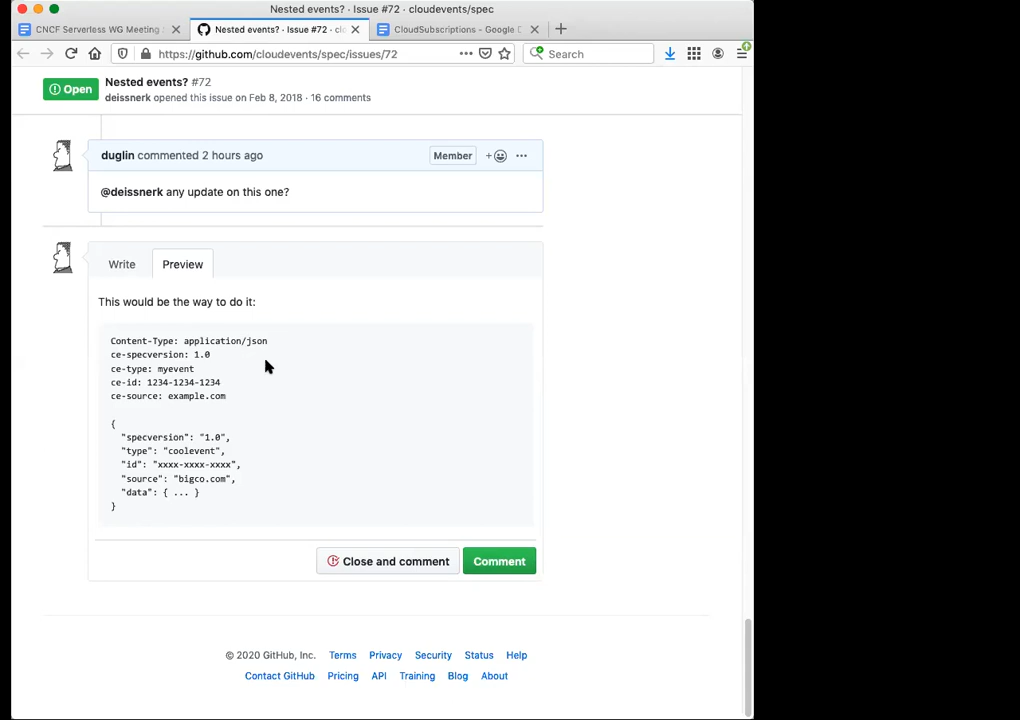 Nested events? · Issue #72 · cloudevents/spec
CNCF Serverless WG Meeting
Nested events? · Issue #72 · clo
CloudSubscriptions - Google D
https://github.com/cloudevents/spec/issues/72
Search
Open
Nested events? #72
deissnerk opened this issue on Feb 8, 2018 · 16 comments
duglin commented 2 hours ago
Member
@deissnerk any update on this one?
Write
Preview
This would be the way to do it:
Content-Type: application/json
ce-specversion: 1.0
ce-type: myevent
ce-id: 1234-1234-1234
ce-source: example.com
{
"specversion": "1.0",
"type": "coolevent",
"id": "xxxx-xxxx-xxxx",
"source": "bigco.com",
"data": { ... }
}
Close and comment
Comment
© 2020 GitHub, Inc. Terms Privacy Security Status Help
Contact GitHub Pricing API Training Blog About